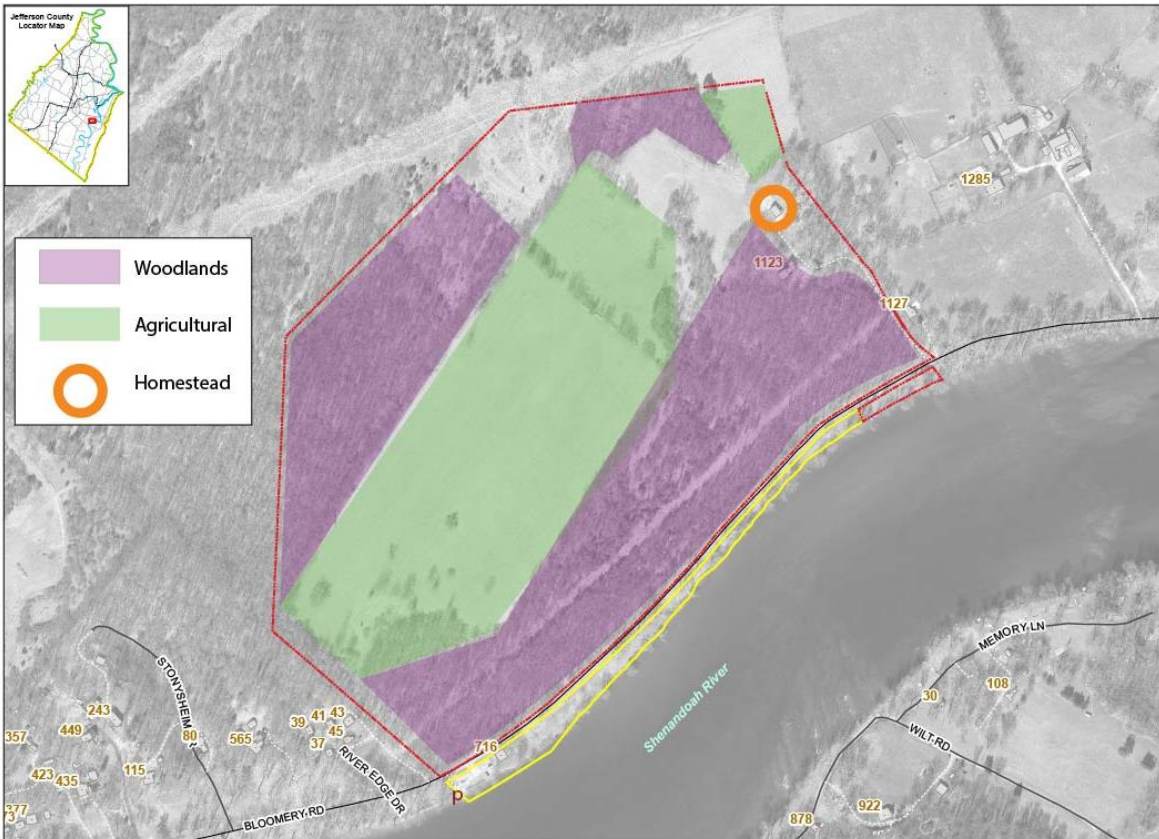 Jefferson County
Locator Map
Woodlands
Agricultural
Homestead
1285
1123
1127
Shenandoah River
MEMORY LN
108
30
WILT RD
922
878
716
p
BLOOMERY RD
RIVER EDGE DR
39
41
43
45
37
565
80
243
449
357
115
423
435
377